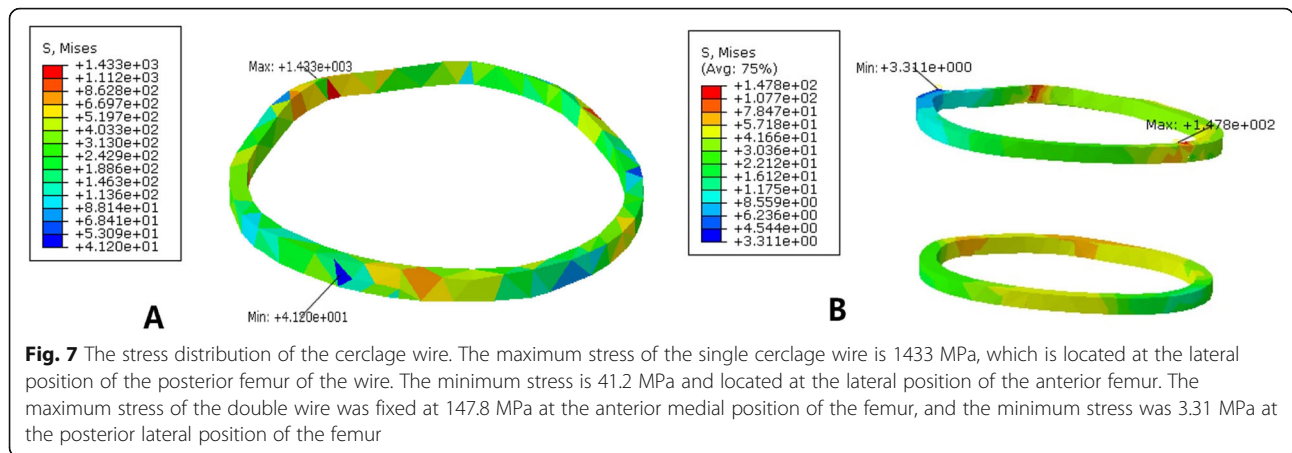 S, Mises
+1.433e+03
+1.112e+03
+8.628e+02
+6.697e+02
+5.197e+02
+4.033e+02
+3.130e+02
+2.429e+02
+1.886e+02
+1.463e+02
+1.136e+02
+8.814e+01
+6.841e+01
+5.309e+01
+4.120e+01
Max: +1.433e+003
Min: +4.120e+001
A
S, Mises
(Avg: 75%)
+1.478e+02
+1.077e+02
+7.847e+01
+5.718e+01
+4.166e+01
+3.036e+01
+2.212e+01
+1.612e+01
+1.175e+01
+8.559e+00
+6.236e+00
+4.544e+00
+3.311e+00
Min: +3.311e+000
Max: +1.478e+002
B
Fig. 7 The stress distribution of the cerclage wire. The maximum stress of the single cerclage wire is 1433 MPa, which is located at the lateral
position of the posterior femur of the wire. The minimum stress is 41.2 MPa and located at the lateral position of the anterior femur. The
maximum stress of the double wire was fixed at 147.8 MPa at the anterior medial position of the femur, and the minimum stress was 3.31 MPa at
the posterior lateral position of the femur